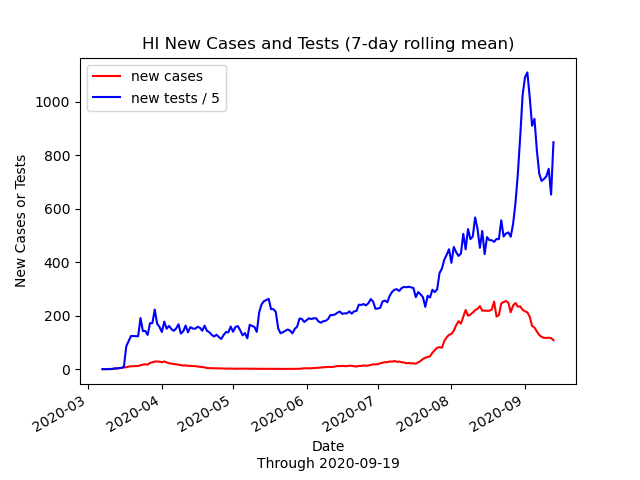 HI New Cases and Tests (7-day rolling mean)
new cases
new tests / 5
New Cases or Tests
1000
800
600
400
200
0
2020-03
2020-04
2020-05
2020-06
2020-07
2020-08
2020-09
Date
Through 2020-09-19